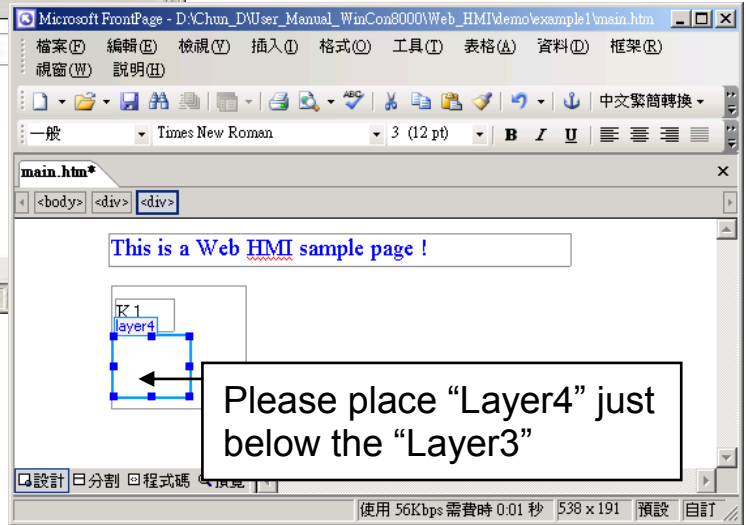 Microsoft FrontPage - D:\Chun_D\User_Manual_WinCon8000\Web_HMI\demo\example1\main.htm
檔案(F) 編輯(E) 檢視(V) 插入(I) 格式(O) 工具(T) 表格(A) 資料(D) 框架(R)
視窗(W) 說明(H)
中文繁簡轉換
一般 Times New Roman 3 (12 pt) B I U
main.htm*
<body> <div> <div>
This is a Web HMI sample page !
K1
layer4
Please place “Layer4” just
below the “Layer3”
設計 分割 程式碼 預覽
使用 56Kbps 需費時 0:01 秒 538 x 191 預設 自訂